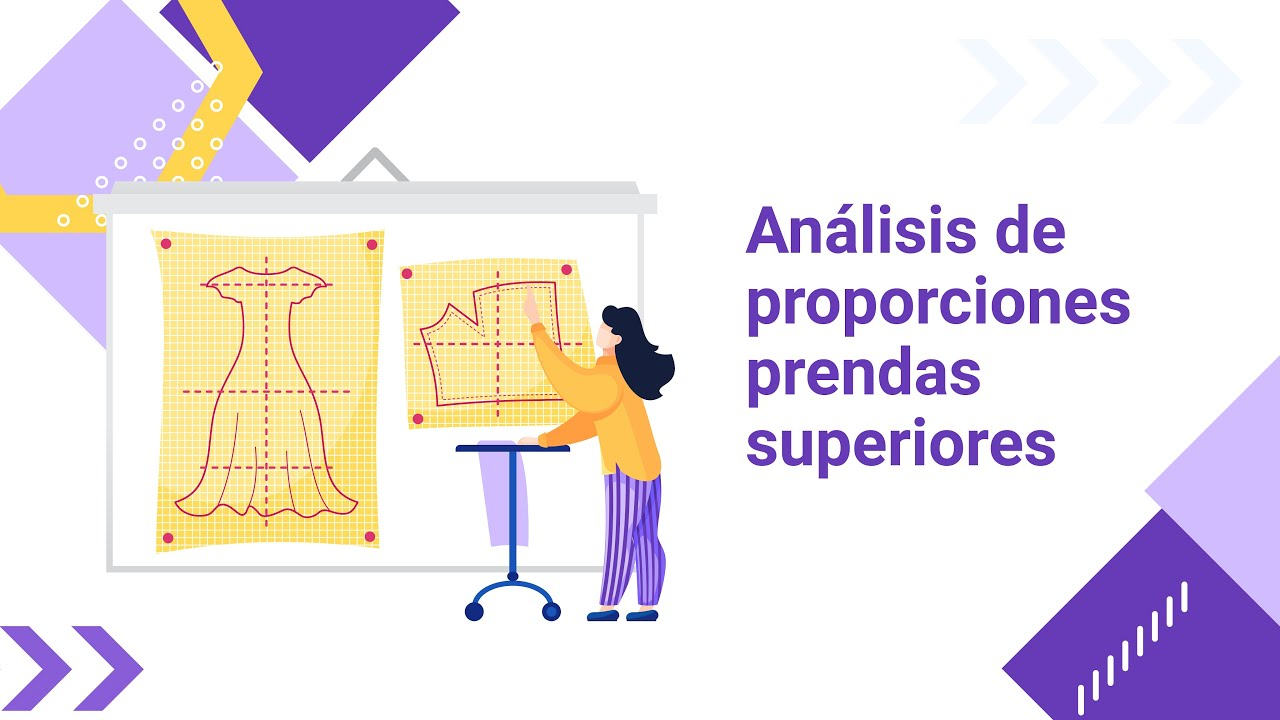 Análisis de
proporciones
prendas
superiores